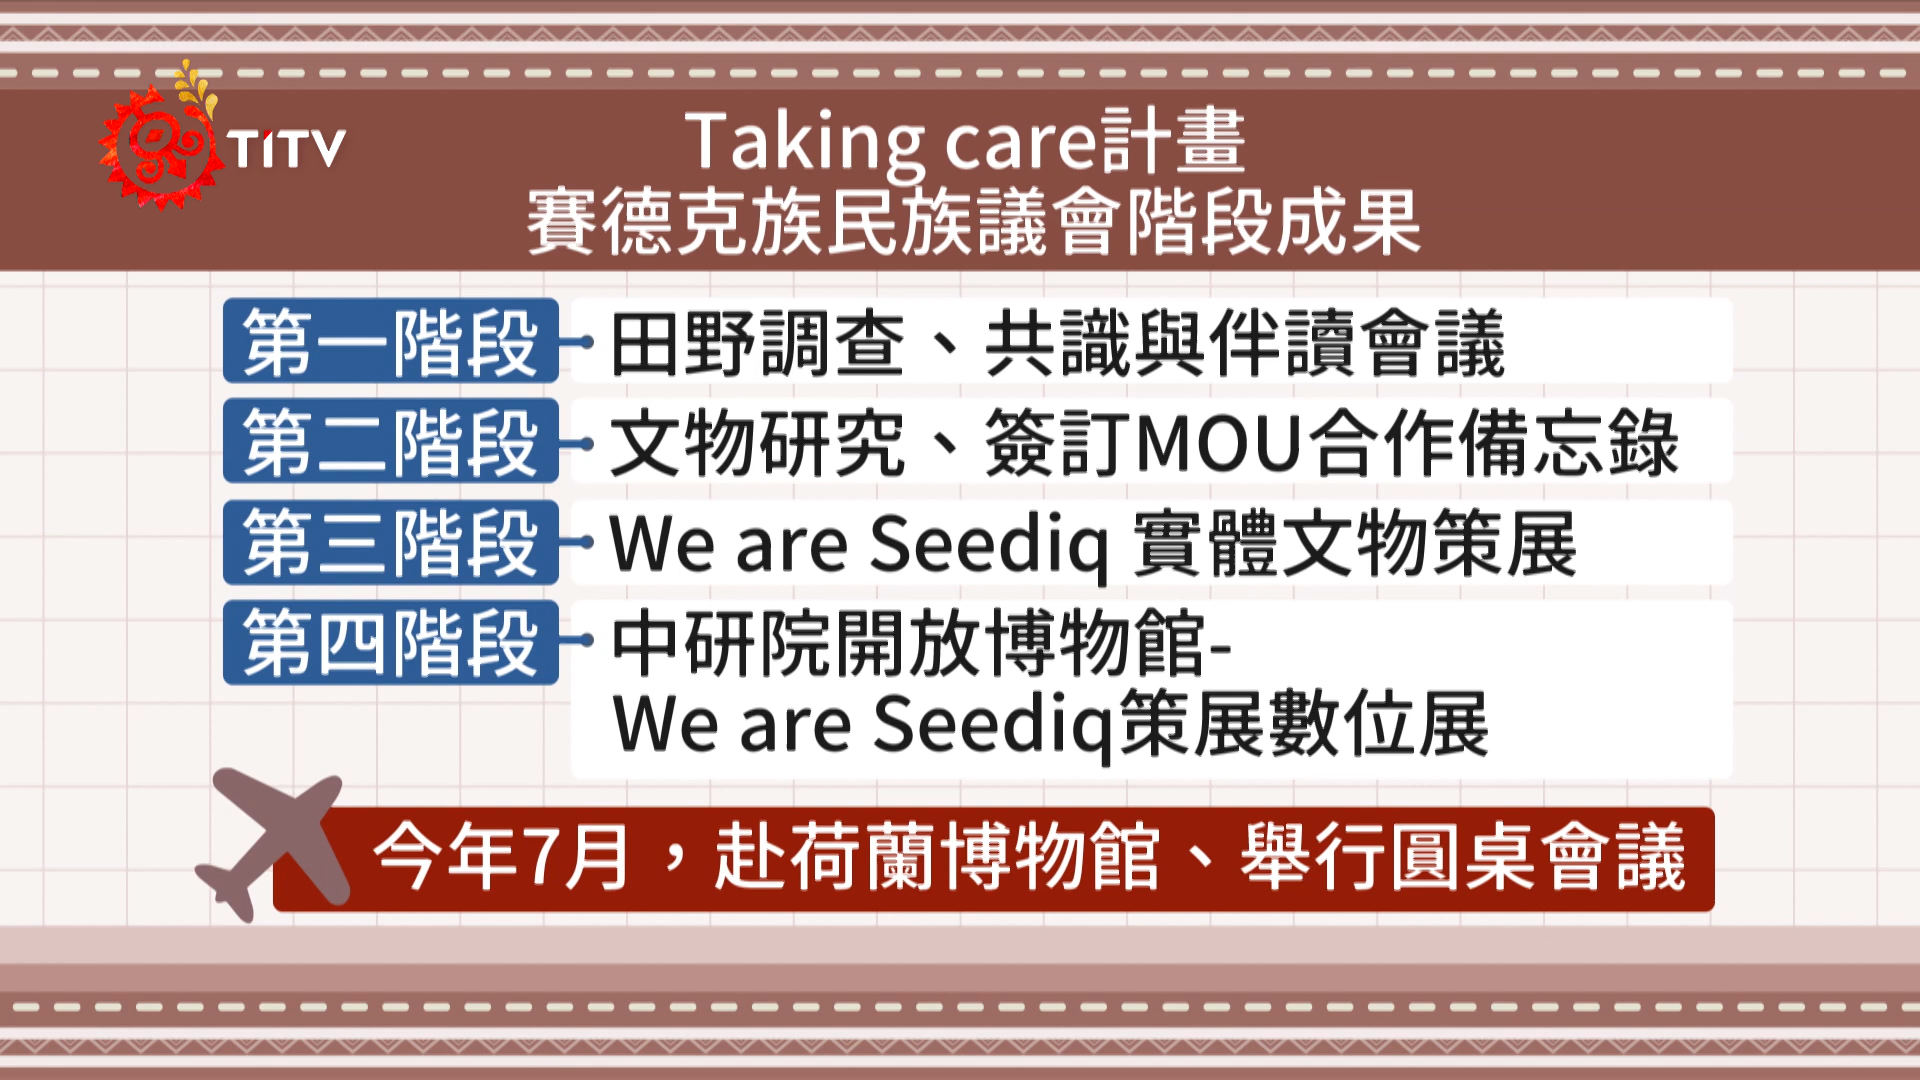 TITV
Taking care計畫
賽德克族民族議會階段成果
第一階段 田野調查、共識與伴讀會議
第二階段 文物研究、簽訂MOU合作備忘錄
第三階段 We are Seediq 實體文物策展
第四階段 中研院開放博物館-
We are Seediq策展數位展
今年7月，赴荷蘭博物館、舉行圓桌會議